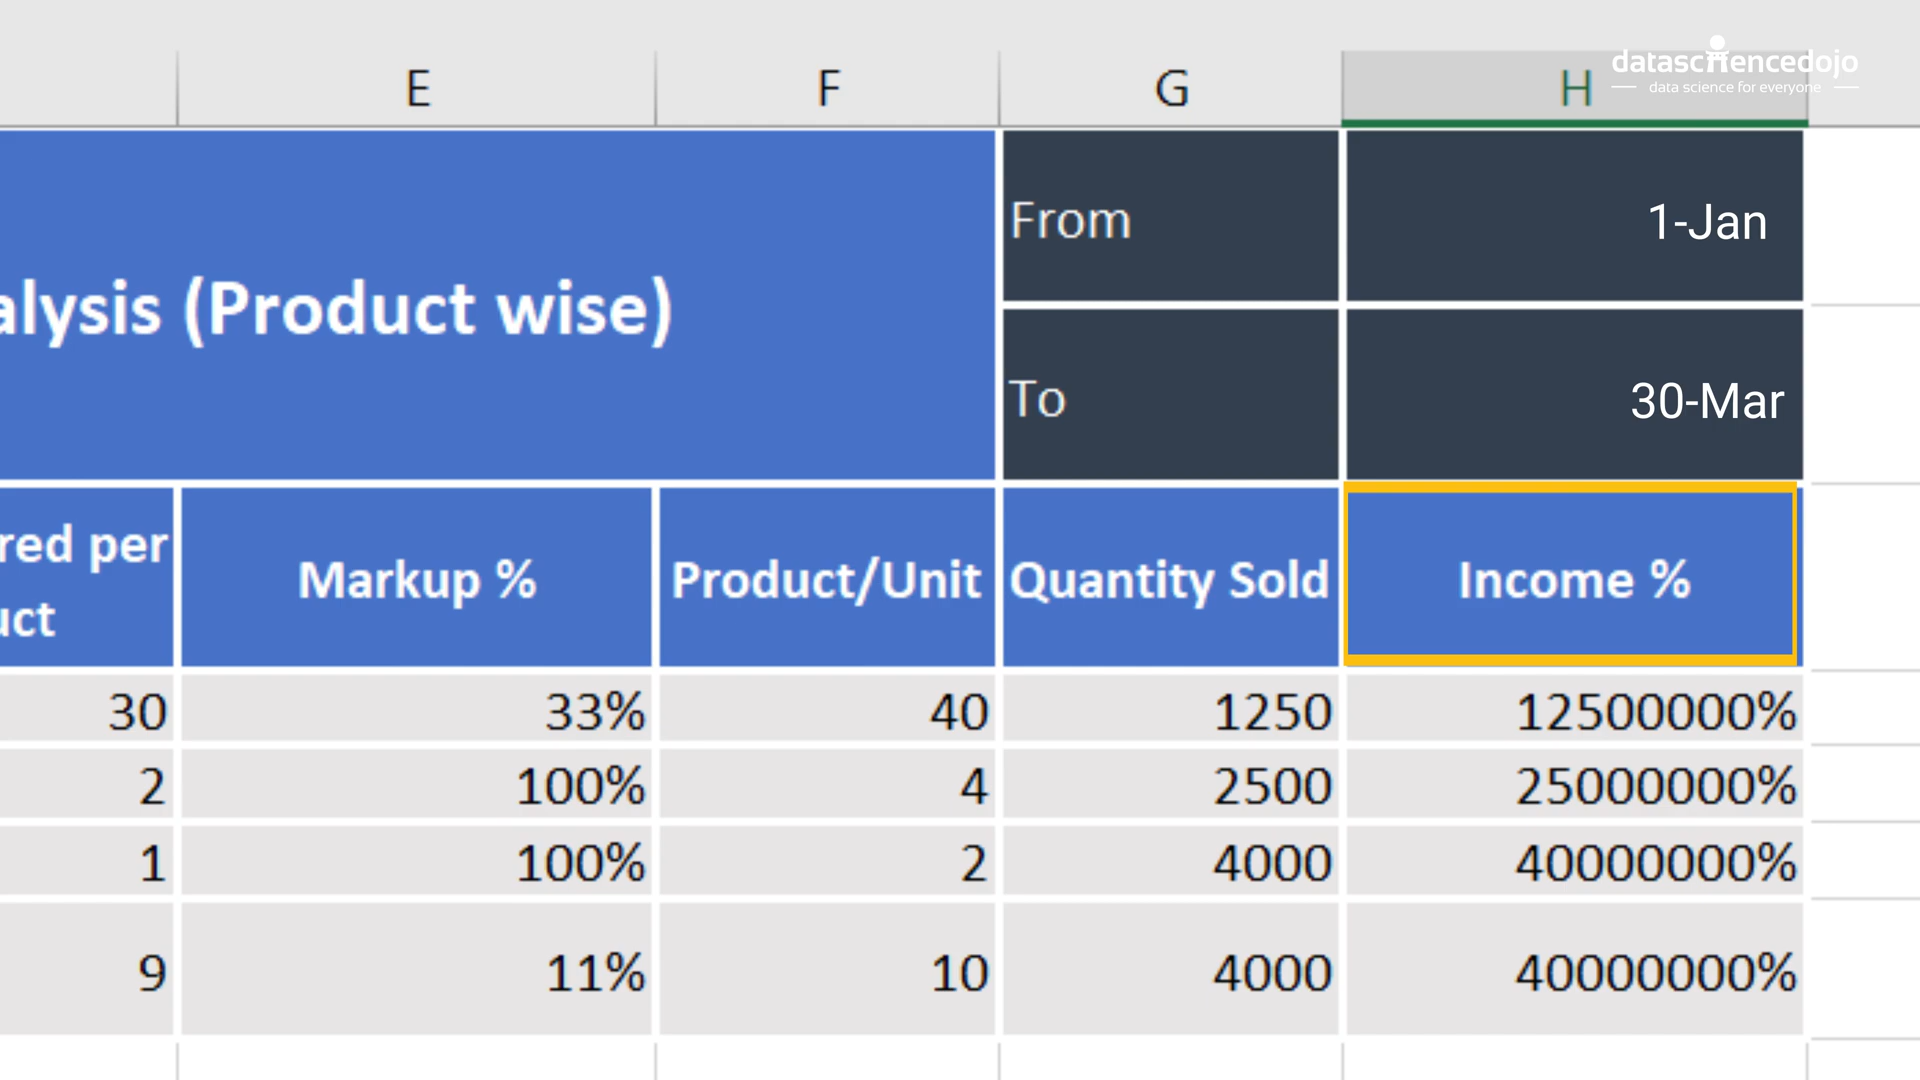 datasciencedojo
data science for everyone
E F G H
From 1-Jan
alysis (Product wise)
To 30-Mar
red per
uct
Markup % Product/Unit Quantity Sold Income %
30 33% 40 1250 12500000%
2 100% 4 2500 25000000%
1 100% 2 4000 40000000%
9 11% 10 4000 40000000%